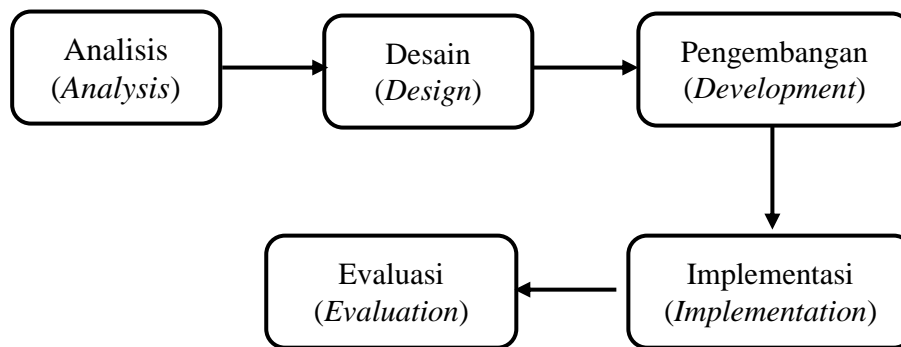 Analisis
(Analysis)
Desain
(Design)
Pengembangan
(Development)
Implementasi
(Implementation)
Evaluasi
(Evaluation)